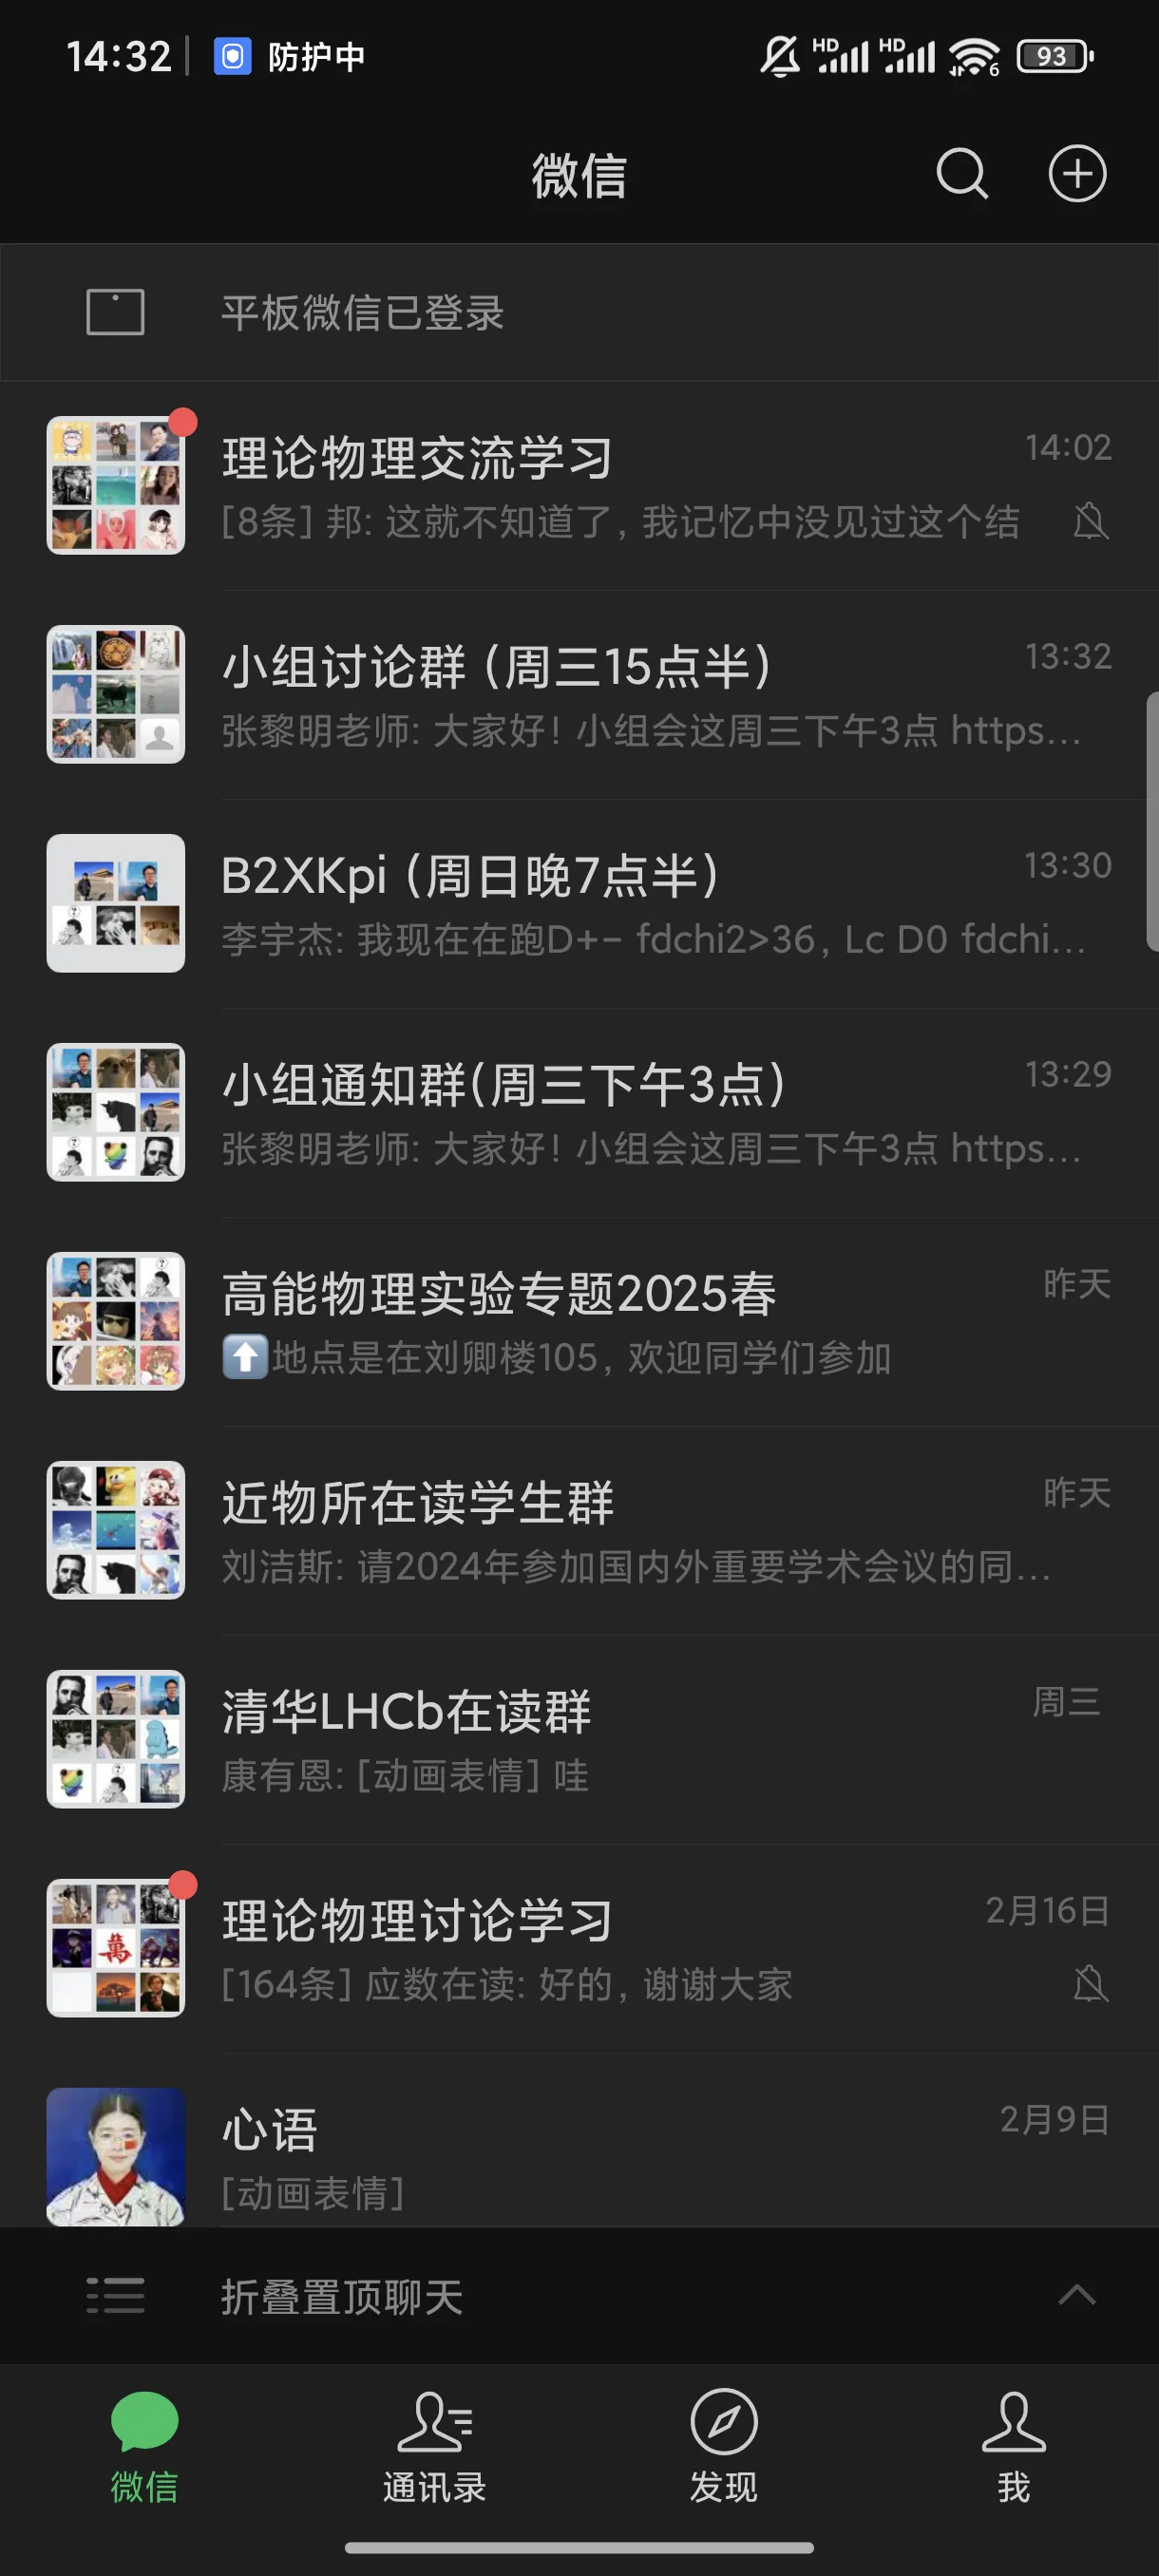 14:32 防护中 HD HD 6 93
微信
平板微信已登录
理论物理交流学习 14:02
[8条] 邦: 这就不知道了, 我记忆中没见过这个结
小组讨论群 (周三15点半) 13:32
张黎明老师: 大家好! 小组会这周三下午3点 https...
B2XKpi (周日晚7点半) 13:30
李宇杰: 我现在在跑D+- fdchi2>36, Lc D0 fdchi...
小组通知群(周三下午3点) 13:29
张黎明老师: 大家好! 小组会这周三下午3点 https...
高能物理实验专题2025春 昨天
⬆️地点是在刘卿楼105, 欢迎同学们参加
近物所在读学生群 昨天
刘洁斯: 请2024年参加国内外重要学术会议的同...
清华LHCb在读群 周三
康有恩: [动画表情] 哇
理论物理讨论学习 2月16日
[164条] 应数在读: 好的, 谢谢大家
萬
心语 2月9日
[动画表情]
折叠置顶聊天
微信 通讯录 发现 我